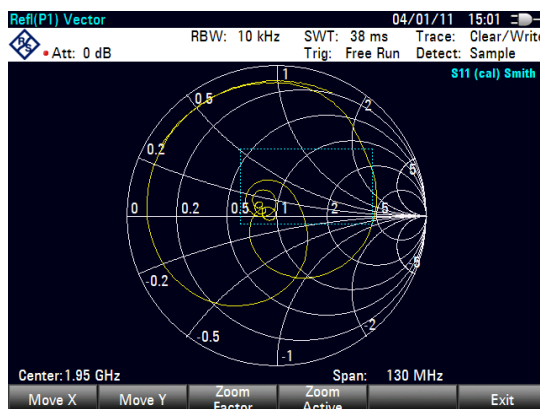 Refl(P1) Vector 04/01/11 15:01
RBW: 10 kHz SWT: 38 ms Trace: Clear/Write
Att: 0 dB Trig: Free Run Detect: Sample
S11 (cal) Smith
1
0.5 2
0.2 5
0 0.2 0.5 1 2 5
-0.2 -5
-0.5 -2
-1
Center: 1.95 GHz Span: 130 MHz
Move X Move Y Zoom Factor Zoom Active Exit